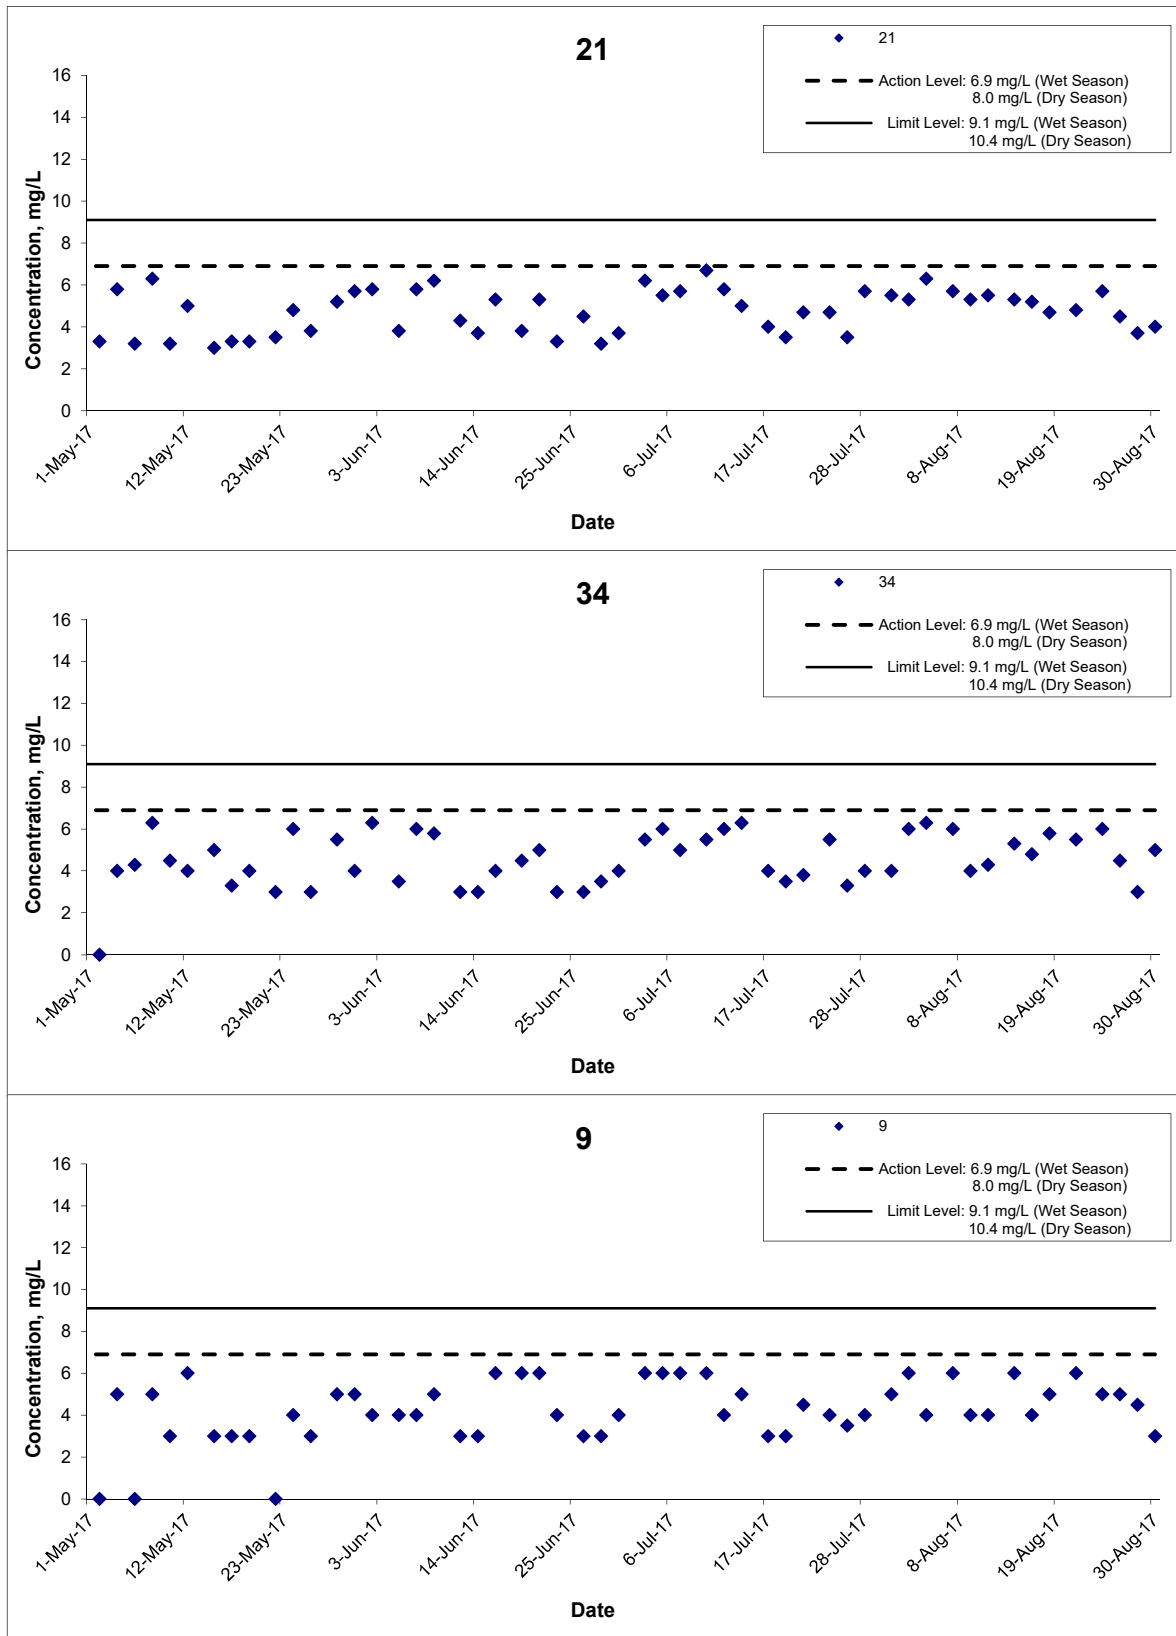 21
21
Action Level: 6.9 mg/L (Wet Season)
8.0 mg/L (Dry Season)
Limit Level: 9.1 mg/L (Wet Season)
10.4 mg/L (Dry Season)
Concentration, mg/L
16
14
12
10
8
6
4
2
0
1-May-17
12-May-17
23-May-17
3-Jun-17
14-Jun-17
25-Jun-17
6-Jul-17
17-Jul-17
28-Jul-17
8-Aug-17
19-Aug-17
30-Aug-17
Date
34
34
Action Level: 6.9 mg/L (Wet Season)
8.0 mg/L (Dry Season)
Limit Level: 9.1 mg/L (Wet Season)
10.4 mg/L (Dry Season)
Concentration, mg/L
16
14
12
10
8
6
4
2
0
1-May-17
12-May-17
23-May-17
3-Jun-17
14-Jun-17
25-Jun-17
6-Jul-17
17-Jul-17
28-Jul-17
8-Aug-17
19-Aug-17
30-Aug-17
Date
9
9
Action Level: 6.9 mg/L (Wet Season)
8.0 mg/L (Dry Season)
Limit Level: 9.1 mg/L (Wet Season)
10.4 mg/L (Dry Season)
Concentration, mg/L
16
14
12
10
8
6
4
2
0
1-May-17
12-May-17
23-May-17
3-Jun-17
14-Jun-17
25-Jun-17
6-Jul-17
17-Jul-17
28-Jul-17
8-Aug-17
19-Aug-17
30-Aug-17
Date